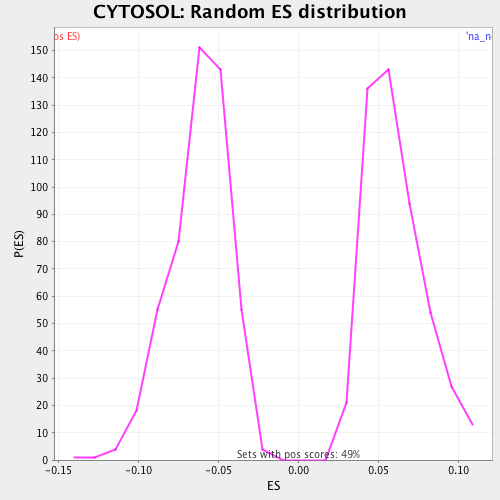 CYTOSOL: Random ES distribution
os ES)
'na_n
150
140
130
120
110
100
90
80
70
60
50
40
30
20
10
0
P(ES)
Sets with pos scores: 49%
-0.15 -0.10 -0.05 0.00 0.05 0.10
ES